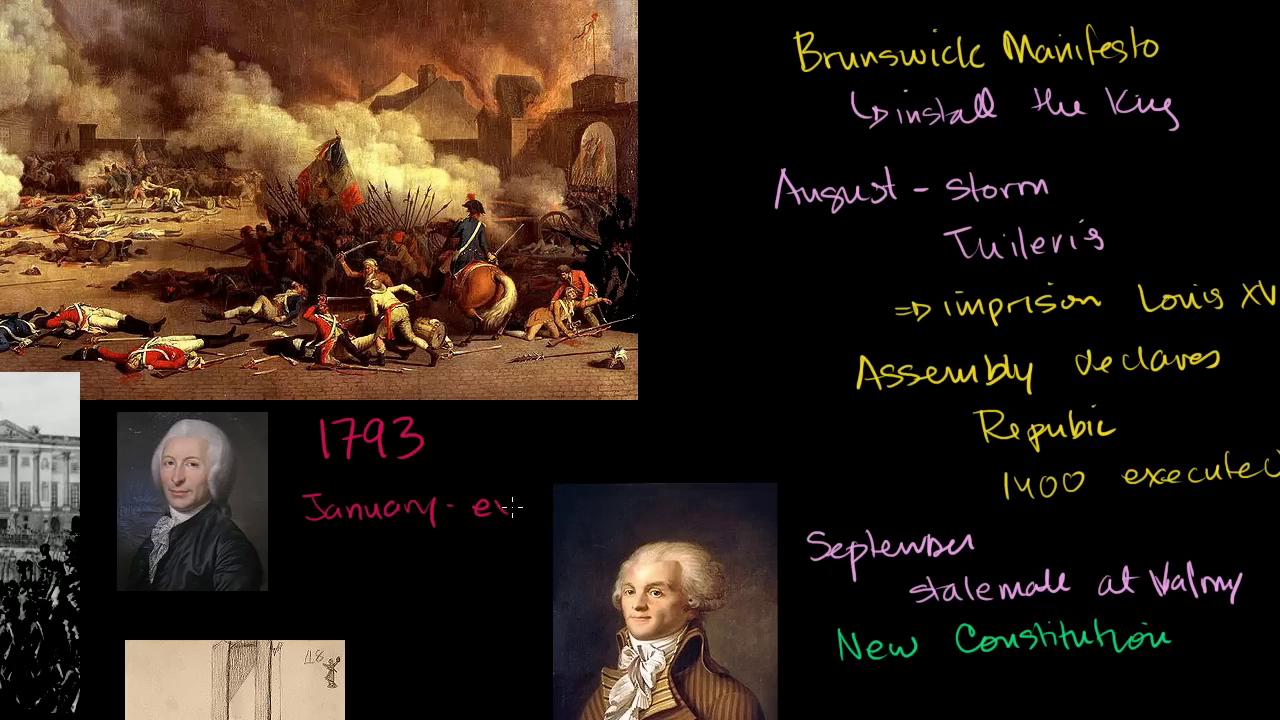 Brunswick Manifesto
↳ install the King
August - storm
Tuileris
⇒ imprison Louis XV
Assembly declares
Repubic
1400 executed
September
stalemate at Valmy
New Constitution
1793
January - ex